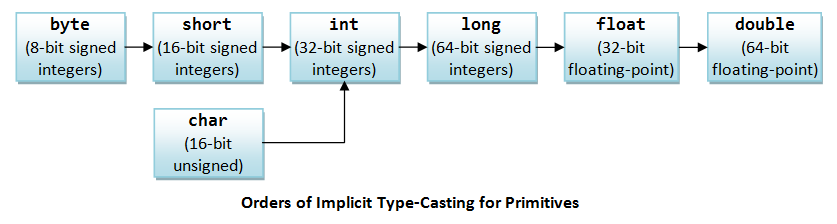 byte
(8-bit signed
integers)
short
(16-bit signed
integers)
int
(32-bit signed
integers)
long
(64-bit signed
integers)
float
(32-bit
floating-point)
double
(64-bit
floating-point)
char
(16-bit
unsigned)
Orders of Implicit Type-Casting for Primitives